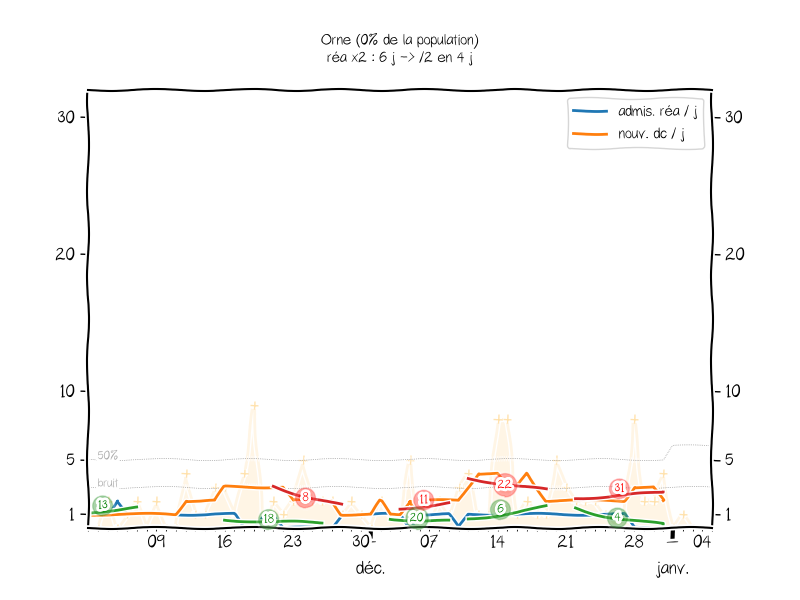 Orne (0% de la population)
réa x2 : 6 j -> /2 en 4 j
admis. réa / j
nouv. dc / j
30 30
20 20
10 10
5 5
1 1
50%
bruit
13 18 8 20 11 6 22 4 31
09 16 23 30 07 14 21 28 04
déc. janv.